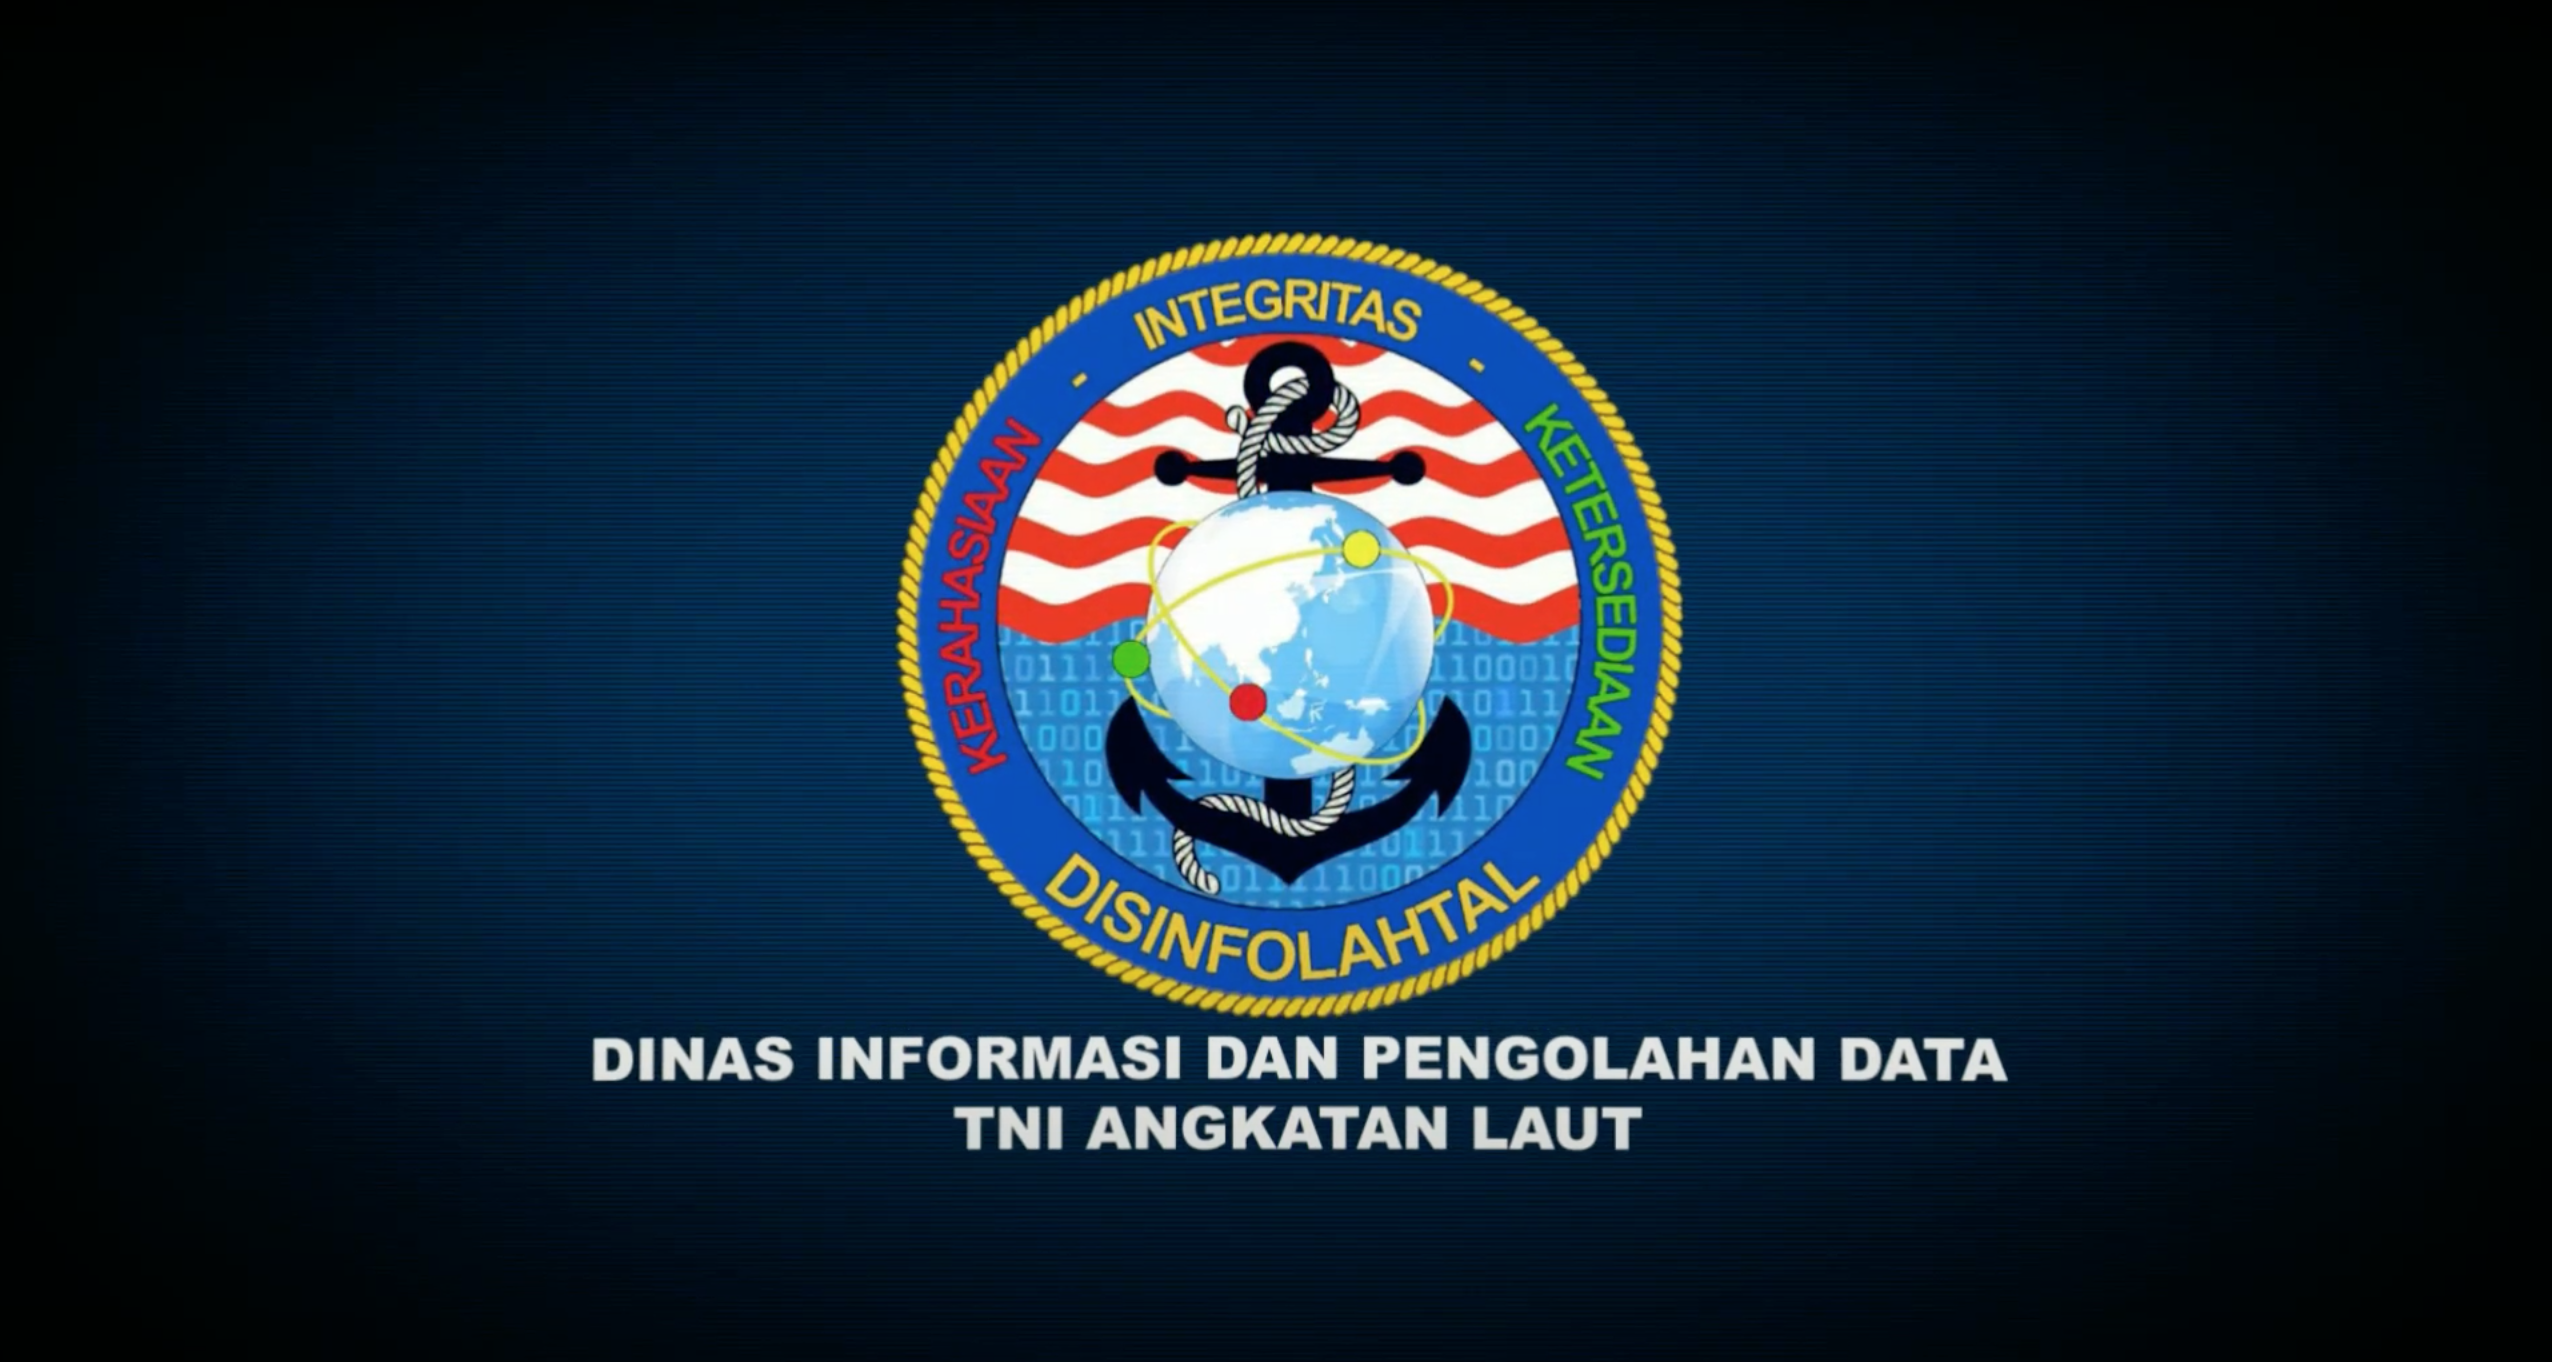 KERAHASIAAN - INTEGRITAS - KETERSEDIAAN
DISINFOLAHTAL
DINAS INFORMASI DAN PENGOLAHAN DATA
TNI ANGKATAN LAUT